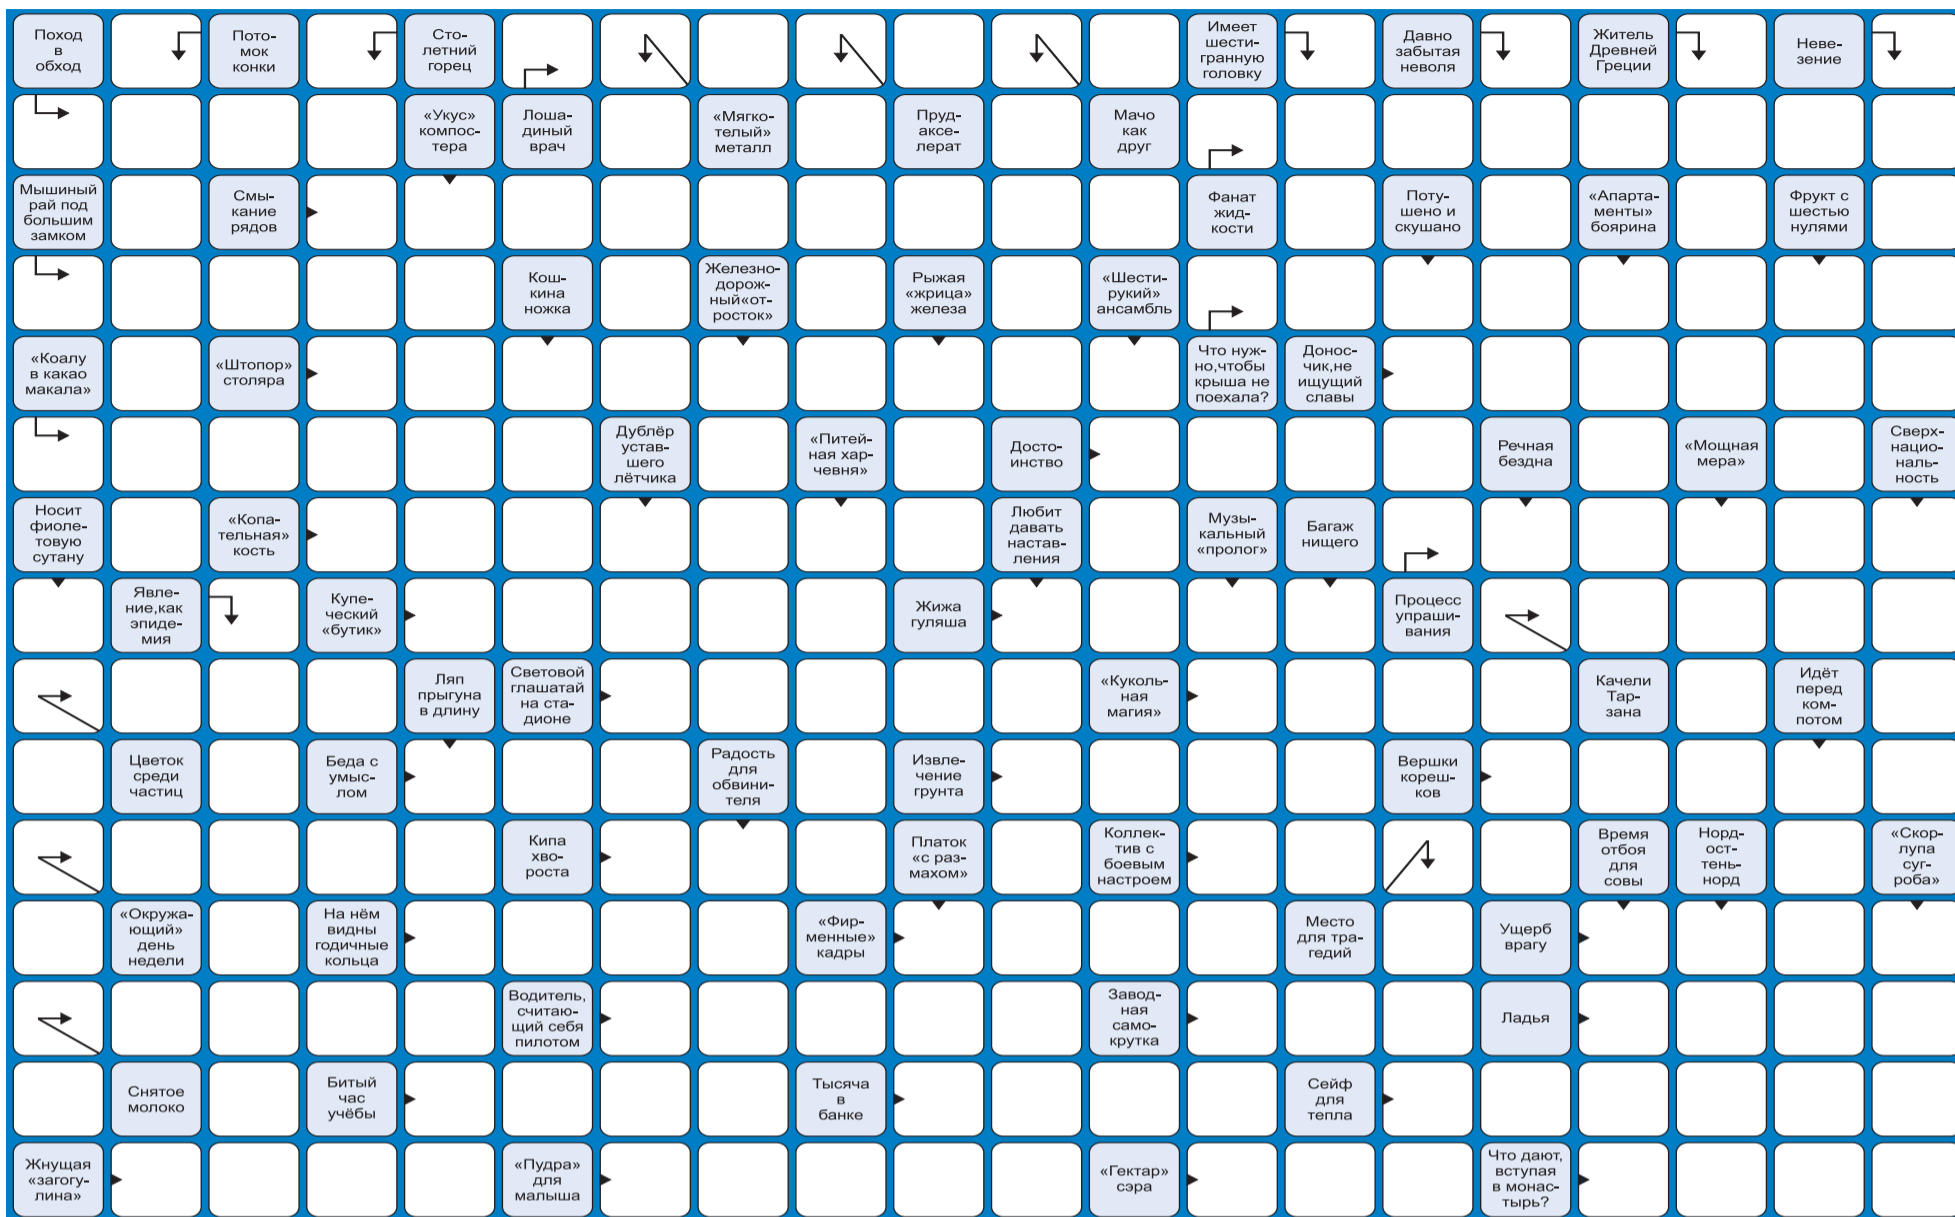 Поход
в
обход
Пото-
мок
конки
Сто-
летний
горец
Имеет
шести-
гранную
головку
Давно
забытая
неволя
Житель
Древней
Греции
Неве-
зение
«Укус»
компос-
тера
Лоша-
диный
врач
«Мягко-
телый»
металл
Пруд-
аксе-
лерат
Мачо
как
друг
Мышиный
рай под
большим
замком
Смы-
кание
рядов
Фанат
жид-
кости
Поту-
шено и
скушано
«Апарта-
менты»
боярина
Фрукт с
шестью
нулями
Кош-
кина
ножка
Железно-
дорож-
ный«от-
росток»
Рыжая
«жрица»
железа
«Шести-
рукий»
ансамбль
«Коалу
в какао
макала»
«Штопор»
столяра
Что нуж-
но,чтобы
крыша не
поехала?
Донос-
чик,не
ищущий
славы
Дублёр
устав-
шего
лётчика
«Питей-
ная хар-
чевня»
Досто-
инство
Речная
бездна
«Мощная
мера»
Сверх-
нацио-
наль-
ность
Носит
фиоле-
товую
сутану
«Копа-
тельная»
кость
Любит
давать
настав-
ления
Музы-
кальный
«пролог»
Багаж
нищего
Явле-
ние,как
эпиде-
мия
Купе-
ческий
«бутик»
Жижа
гуляша
Процесс
упраши-
вания
Ляп
прыгуна
в длину
Световой
глашатай
на ста-
дионе
«Куколь-
ная
магия»
Качели
Тар-
зана
Идёт
перед
ком-
потом
Цветок
среди
частиц
Беда с
умыс-
лом
Радость
для
обвини-
теля
Извле-
чение
грунта
Вершки
кореш-
ков
Кипа
хво-
роста
Платок
«с раз-
махом»
Коллек-
тив с
боевым
настроем
Время
отбоя
для
совы
Норд-
ост-
тень-
норд
«Скор-
лупа
суг-
роба»
«Окружа-
ющий»
день
недели
На нём
видны
годичные
кольца
«Фир-
менные»
кадры
Место
для тра-
гедий
Ущерб
врагу
Водитель,
считаю-
щий себя
пилотом
Завод-
ная
само-
крутка
Ладья
Снятое
молоко
Битый
час
учёбы
Тысяча
в
банке
Сейф
для
тепла
Жнущая
«загогу-
лина»
«Пудра»
для
малыша
«Гектар»
сэра
Что дают,
вступая
в монас-
тырь?